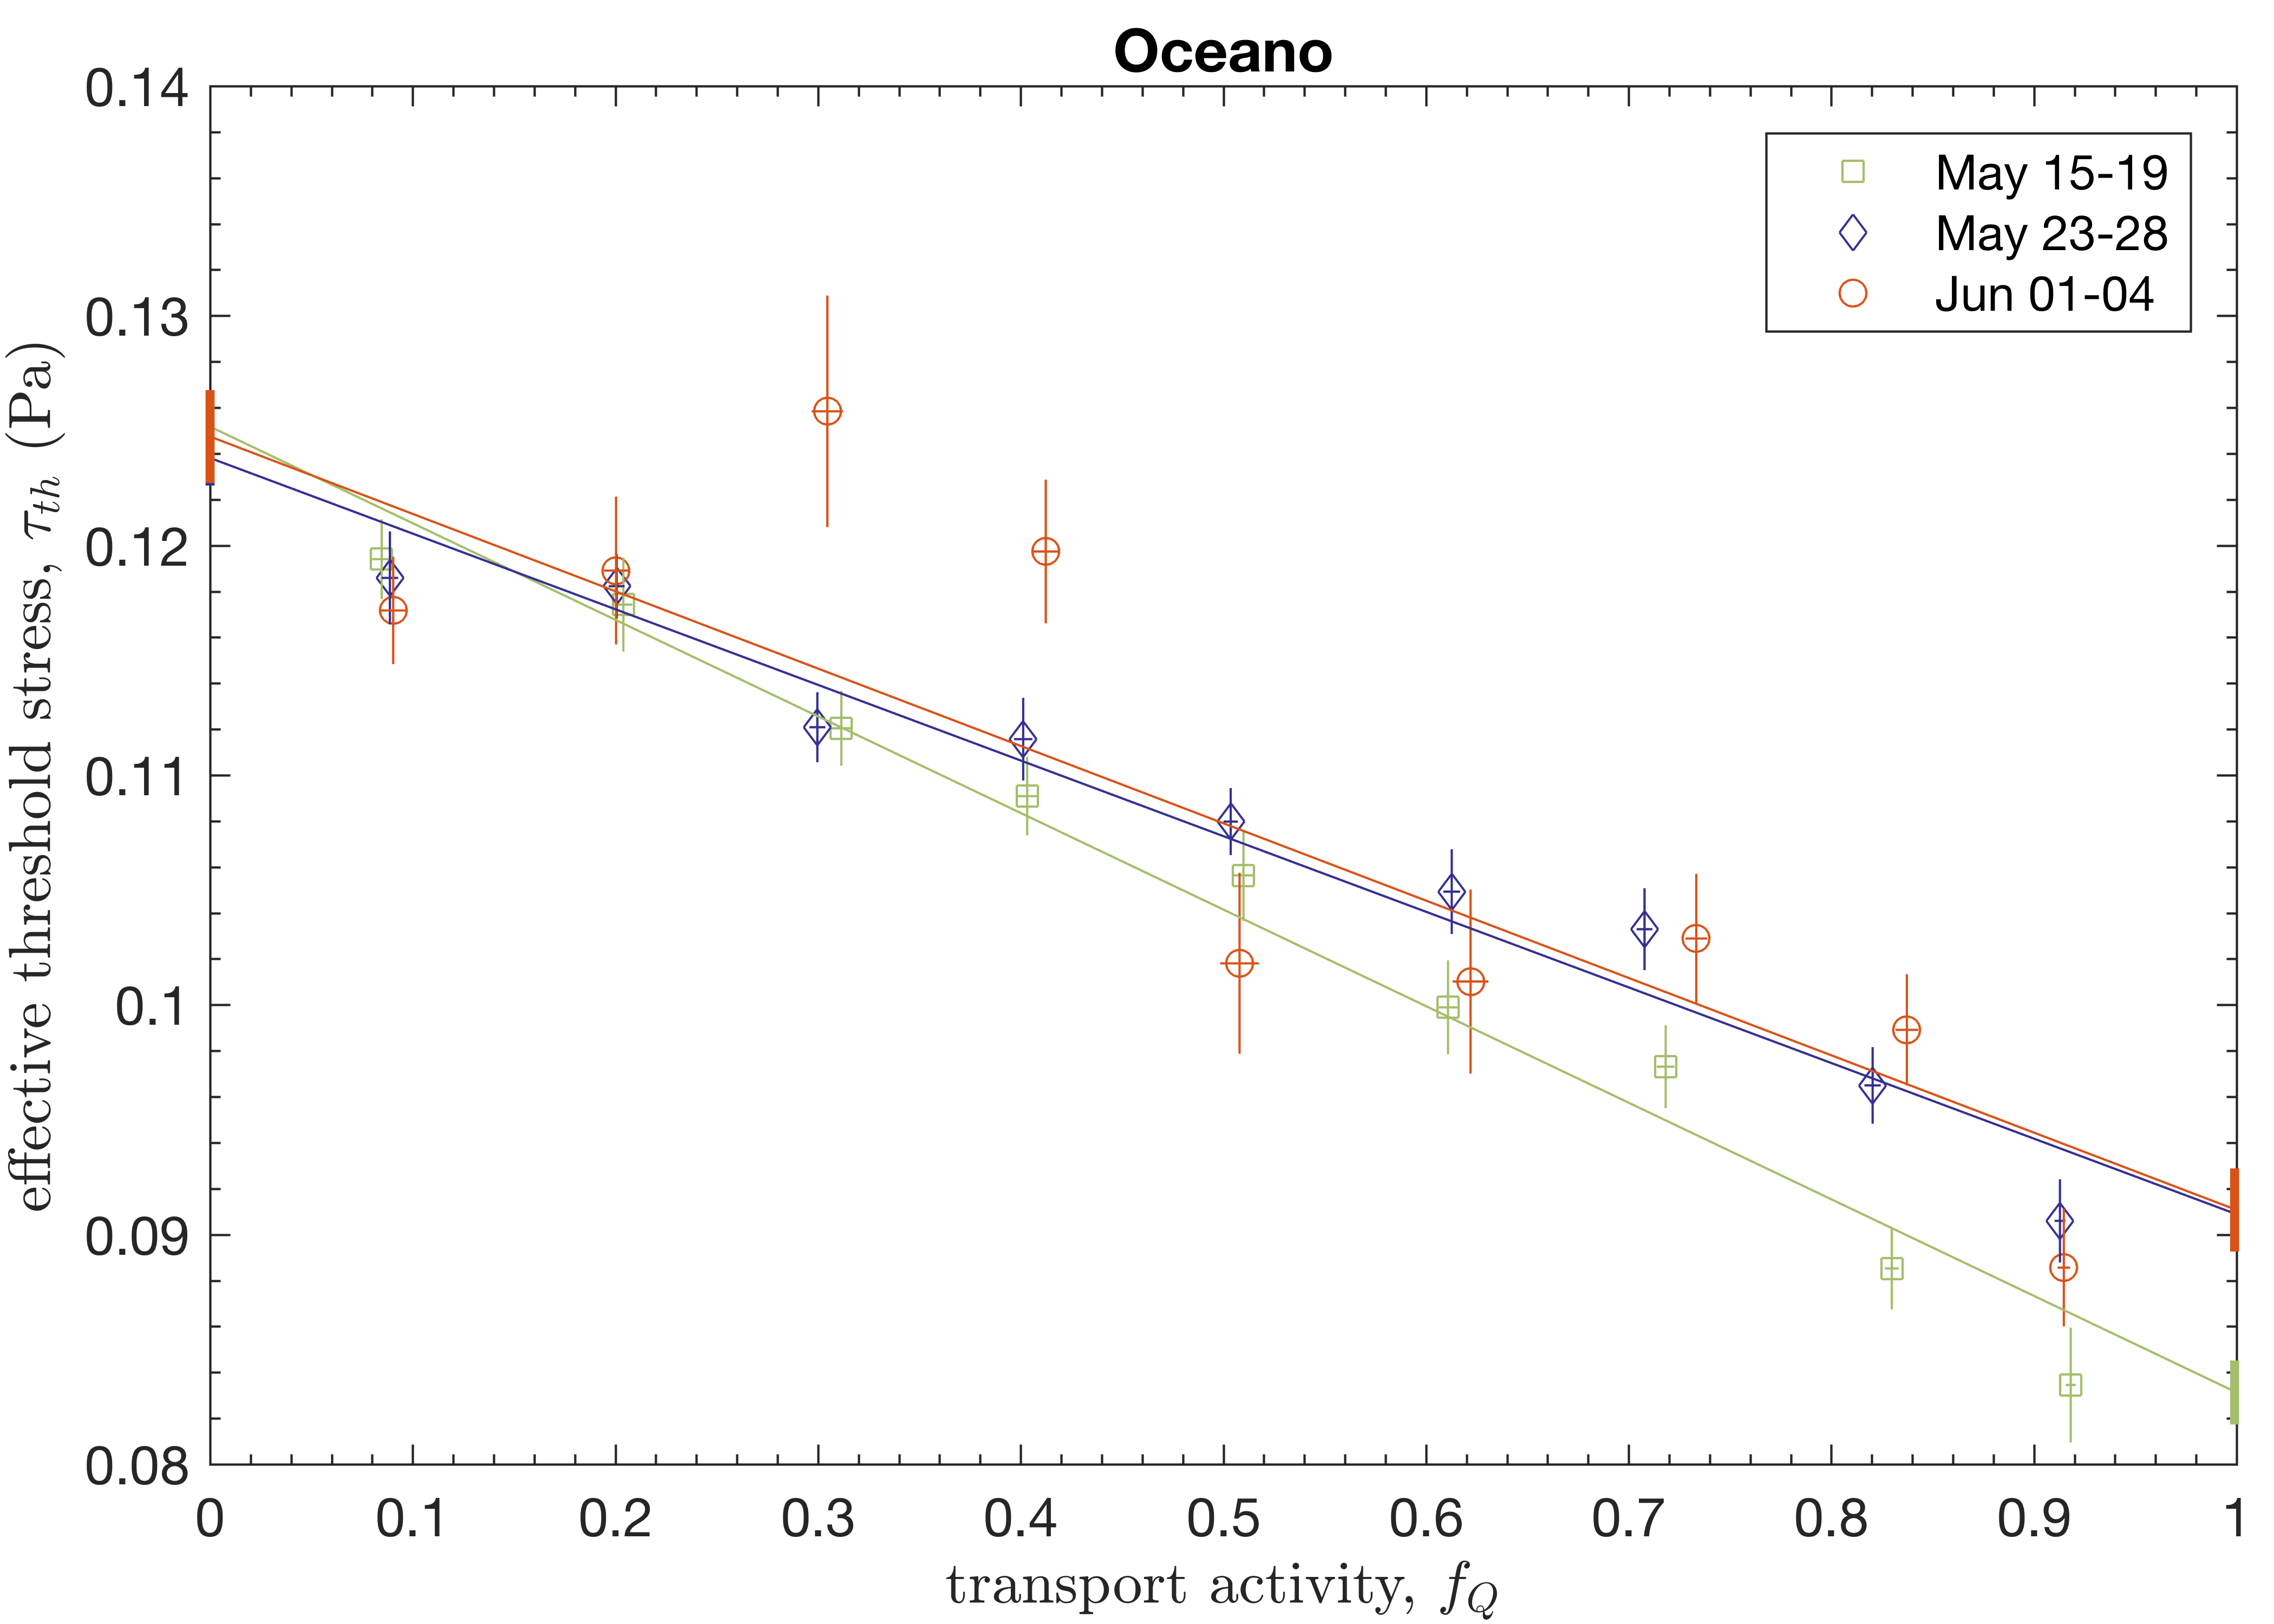 Oceano
0.14
0.13
0.12
0.11
0.1
0.09
0.08
effective threshold stress, τth (Pa)
May 15-19
May 23-28
Jun 01-04
0 0.1 0.2 0.3 0.4 0.5 0.6 0.7 0.8 0.9 1
transport activity, fQ